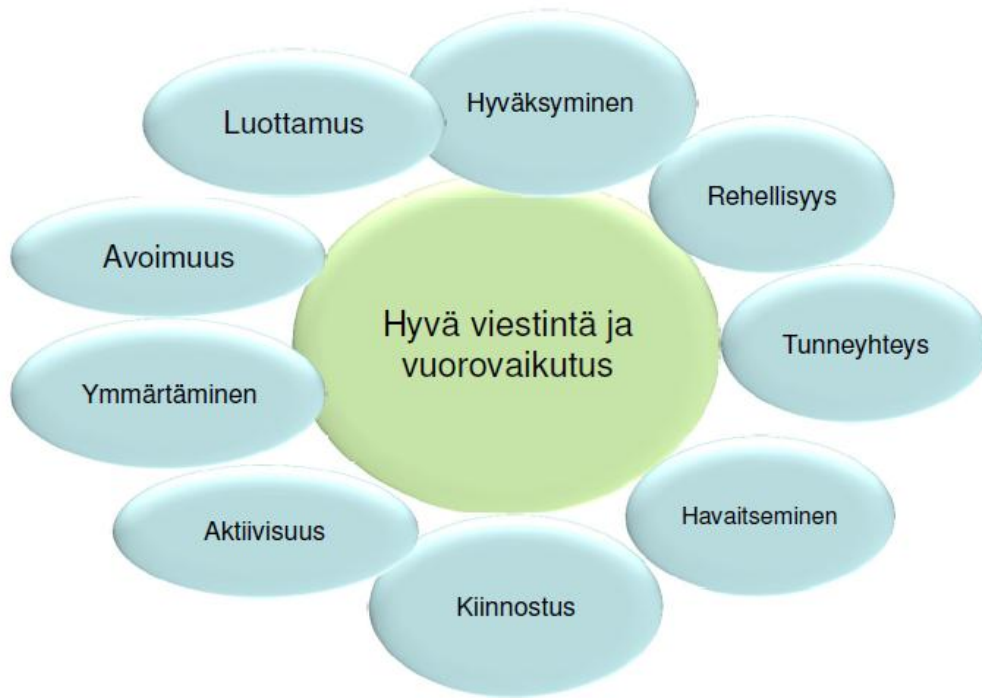 Hyväksyminen
Luottamus
Rehellisyys
Avoimuus
Hyvä viestintä ja
vuorovaikutus
Tunneyhteys
Ymmärtäminen
Havaitseminen
Aktiivisuus
Kiinnostus